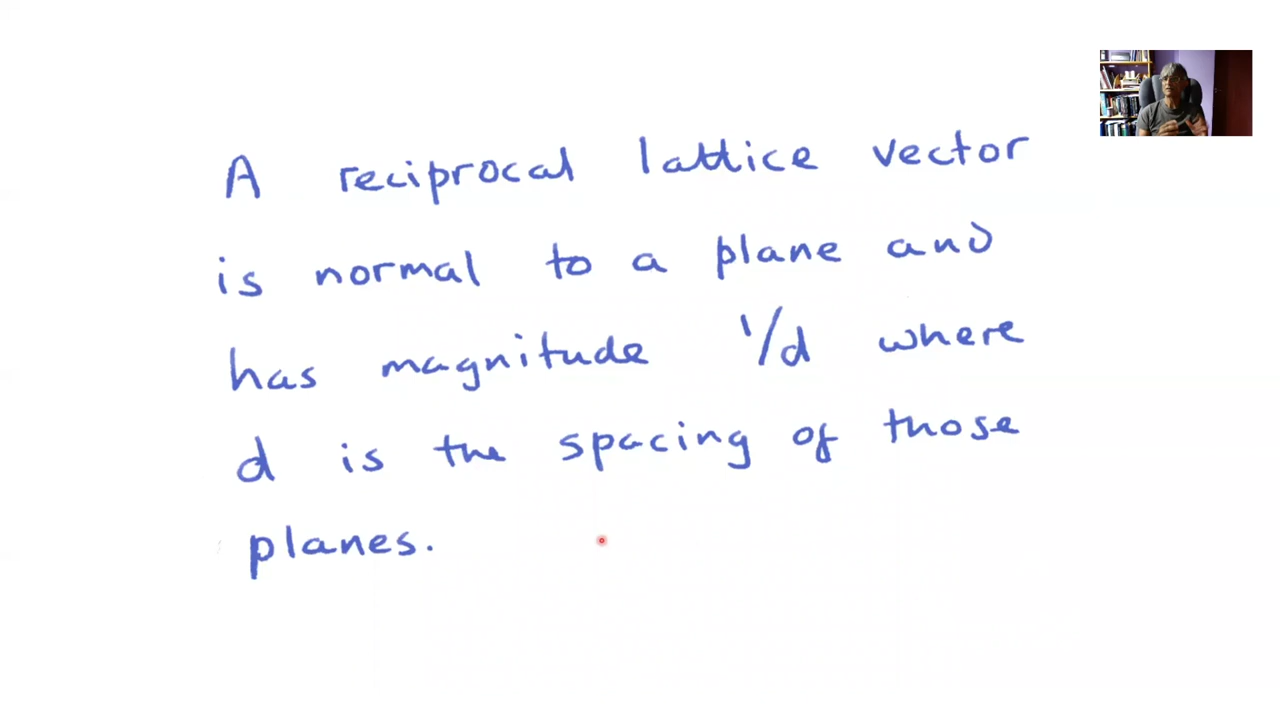 A reciprocal lattice vector
is normal to a plane and
has magnitude 1/d where
d is the spacing of those
planes.